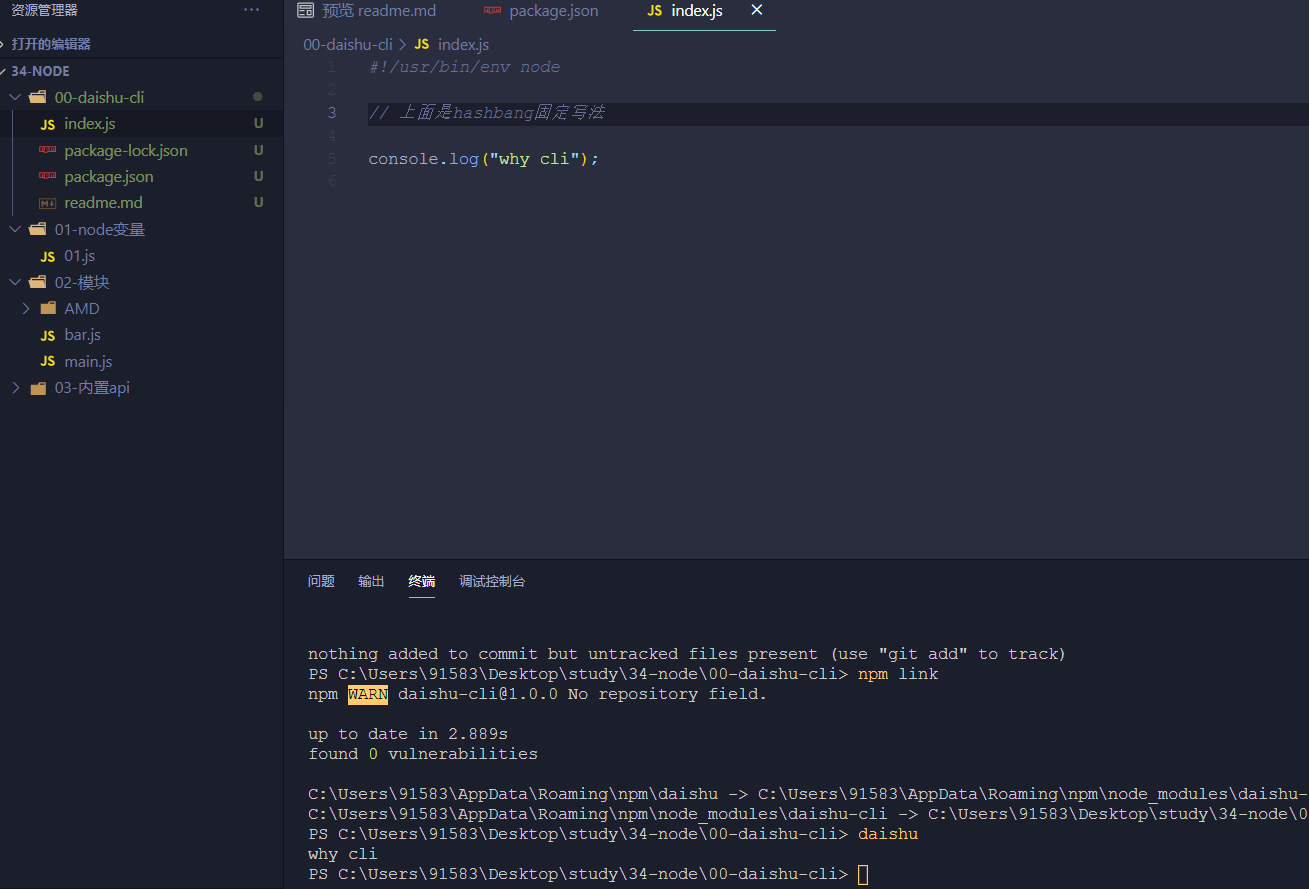 资源管理器 ···
打开的编辑器
34-NODE
00-daishu-cli
JS index.js U
package-lock.json U
package.json U
M↓ readme.md U
01-node变量
JS 01.js
02-模块
AMD
JS bar.js
JS main.js
03-内置api
预览 readme.md package.json JS index.js ×
00-daishu-cli > JS index.js
1 #!/usr/bin/env node
2
3 // 上面是hashbang固定写法
4
5 console.log("why cli");
6
问题 输出 终端 调试控制台
nothing added to commit but untracked files present (use "git add" to track)
PS C:\Users\91583\Desktop\study\34-node\00-daishu-cli> npm link
npm WARN daishu-cli@1.0.0 No repository field.
up to date in 2.889s
found 0 vulnerabilities
C:\Users\91583\AppData\Roaming\npm\daishu -> C:\Users\91583\AppData\Roaming\npm\node_modules\daishu-
C:\Users\91583\AppData\Roaming\npm\node_modules\daishu-cli -> C:\Users\91583\Desktop\study\34-node\0
PS C:\Users\91583\Desktop\study\34-node\00-daishu-cli> daishu
why cli
PS C:\Users\91583\Desktop\study\34-node\00-daishu-cli>